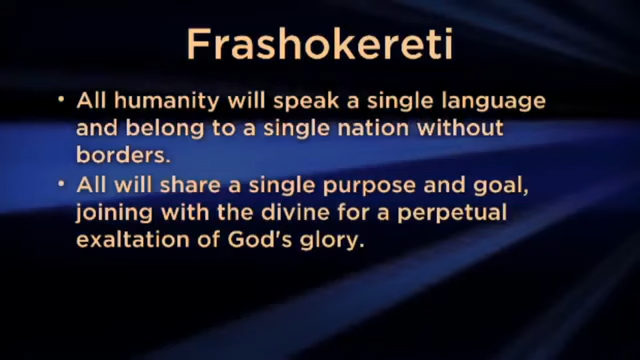 Frashokereti
• All humanity will speak a single language
and belong to a single nation without
borders.
• All will share a single purpose and goal,
joining with the divine for a perpetual
exaltation of God's glory.